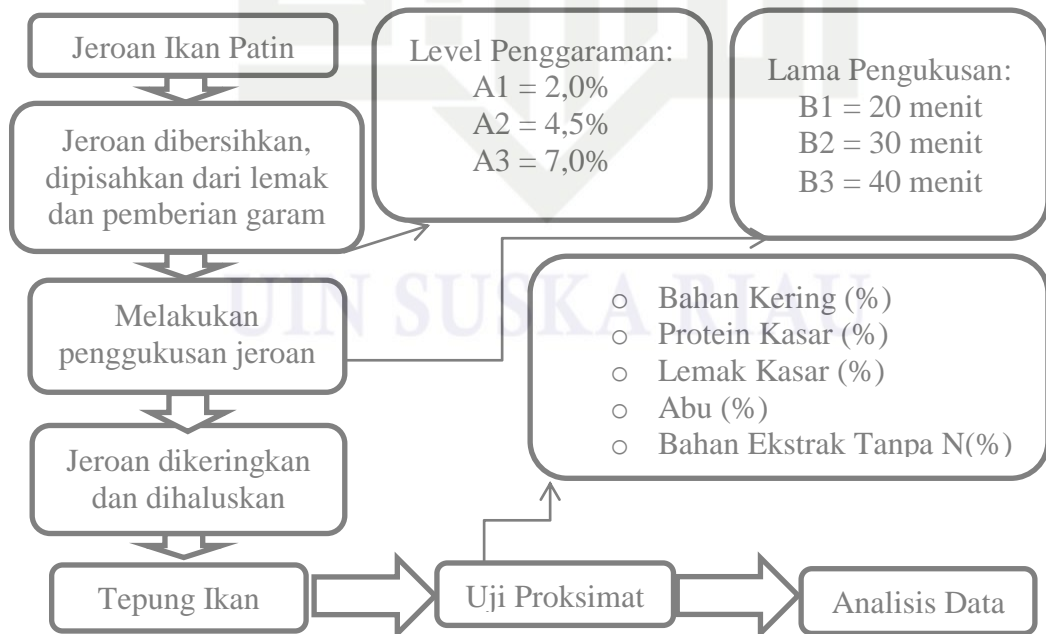 Jeroan Ikan Patin
Jeroan dibersihkan,
dipisahkan dari lemak
dan pemberian garam
Level Penggaraman:
A1 = 2,0%
A2 = 4,5%
A3 = 7,0%
Lama Pengukusan:
B1 = 20 menit
B2 = 30 menit
B3 = 40 menit
Melakukan
penggukusan jeroan
○ Bahan Kering (%)
○ Protein Kasar (%)
○ Lemak Kasar (%)
○ Abu (%)
○ Bahan Ekstrak Tanpa N(%)
UIN SUSKA RIAU
Jeroan dikeringkan
dan dihaluskan
Tepung Ikan
Uji Proksimat
Analisis Data